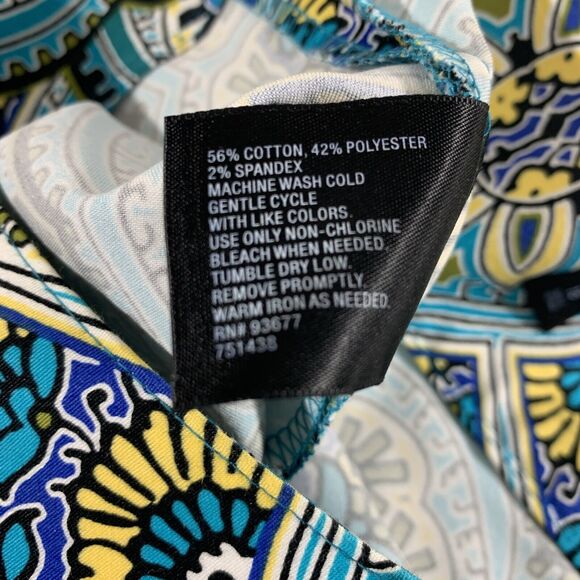 56% COTTON, 42% POLYESTER
2% SPANDEX
MACHINE WASH COLD
GENTLE CYCLE
WITH LIKE COLORS.
USE ONLY NON-CHLORINE
BLEACH WHEN NEEDED.
TUMBLE DRY LOW.
REMOVE PROMPTLY.
WARM IRON AS NEEDED.
RN# 93677
751438